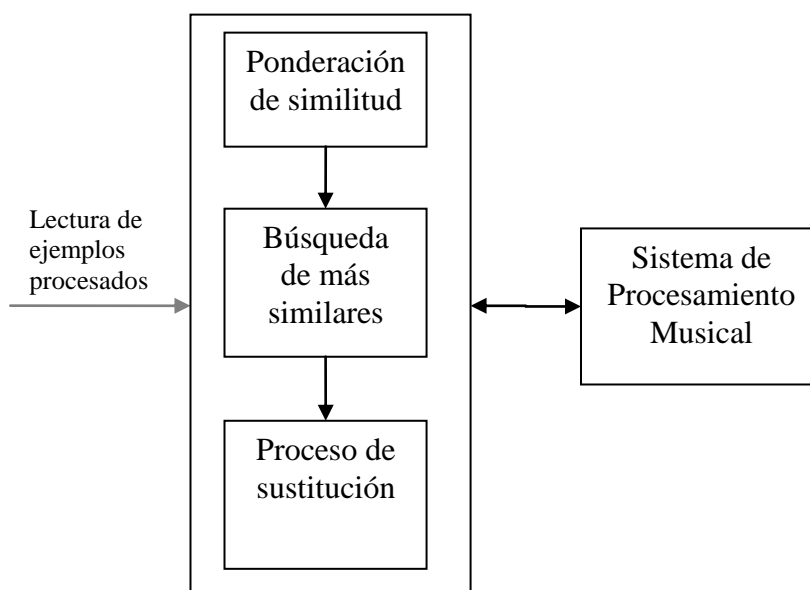 Ponderación
de similitud
Lectura de
ejemplos
procesados
Búsqueda
de más
similares
Sistema de
Procesamiento
Musical
Proceso de
sustitución